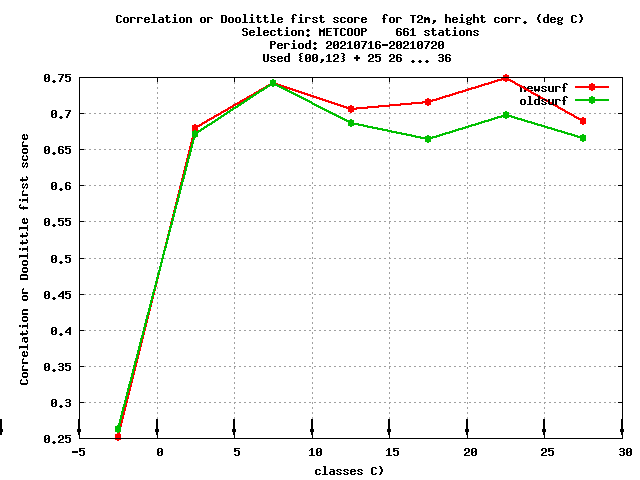 Correlation or Doolittle first score  for T2m, height corr. (deg C)
Selection: METCOOP    661 stations
Period: 20210716-20210720
Used {00,12} + 25 26 ... 36
newsurf
oldsurf
Correlation or Doolittle first score
0.75
0.7
0.65
0.6
0.55
0.5
0.45
0.4
0.35
0.3
0.25
-5 0 5 10 15 20 25 30
classes C)